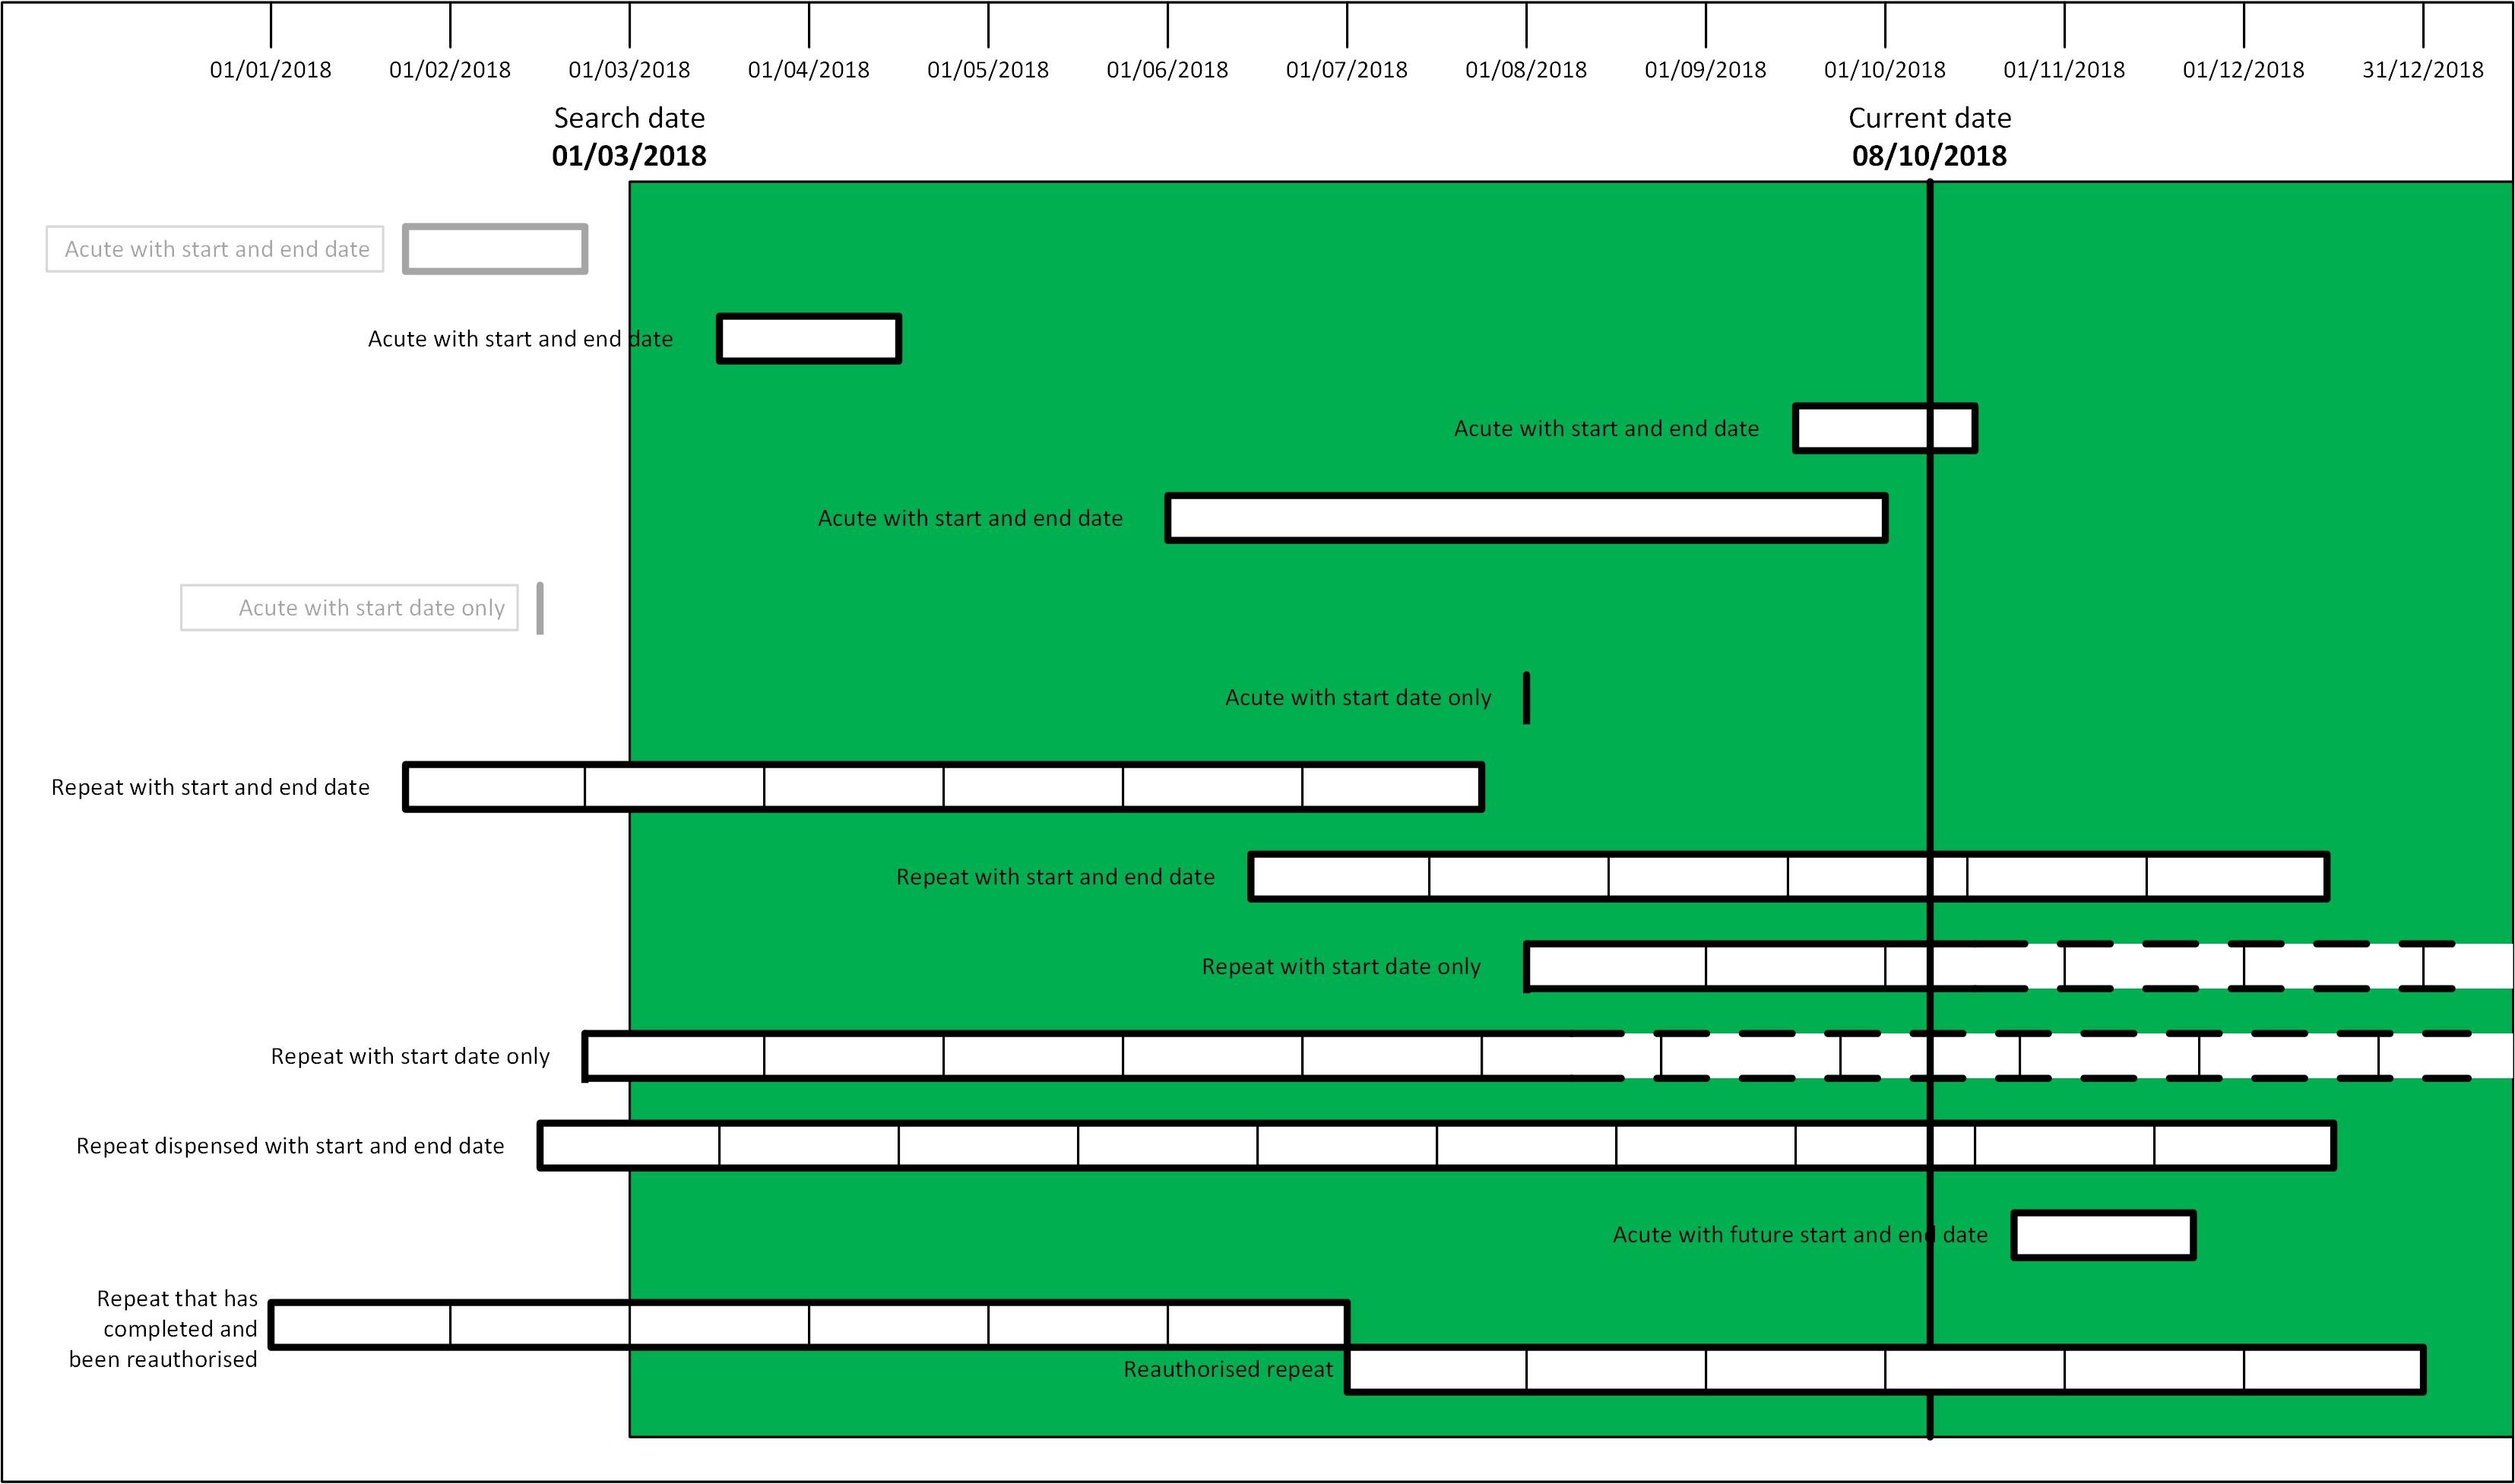 01/01/2018 01/02/2018 01/03/2018 01/04/2018 01/05/2018 01/06/2018 01/07/2018 01/08/2018 01/09/2018 01/10/2018 01/11/2018 01/12/2018 31/12/2018
Search date
01/03/2018
Current date
08/10/2018
Acute with start and end date
Acute with start and end date
Acute with start and end date
Acute with start and end date
Acute with start date only
Acute with start date only
Repeat with start and end date
Repeat with start and end date
Repeat with start date only
Repeat with start date only
Repeat dispensed with start and end date
Acute with future start and end date
Repeat that has
completed and
been reauthorised
Reauthorised repeat